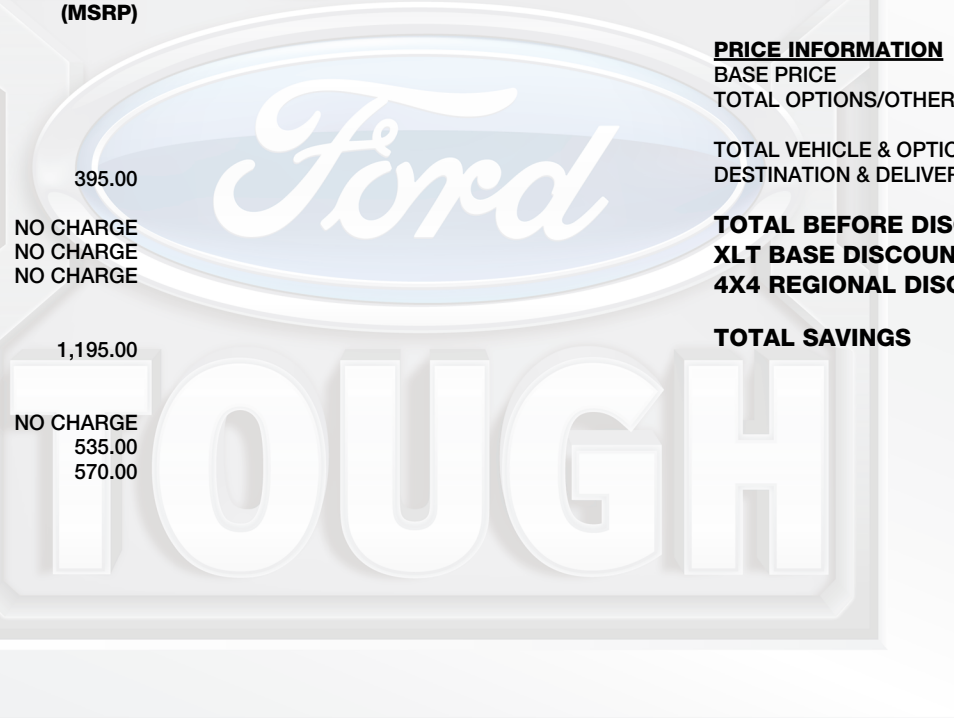 (MSRP)
395.00
NO CHARGE
NO CHARGE
NO CHARGE
1,195.00
NO CHARGE
535.00
570.00
Ford
TOUGH
PRICE INFORMATION
BASE PRICE
TOTAL OPTIONS/OTHER
TOTAL VEHICLE & OPTIO
DESTINATION & DELIVER
TOTAL BEFORE DISC
XLT BASE DISCOUN
4X4 REGIONAL DISC
TOTAL SAVINGS